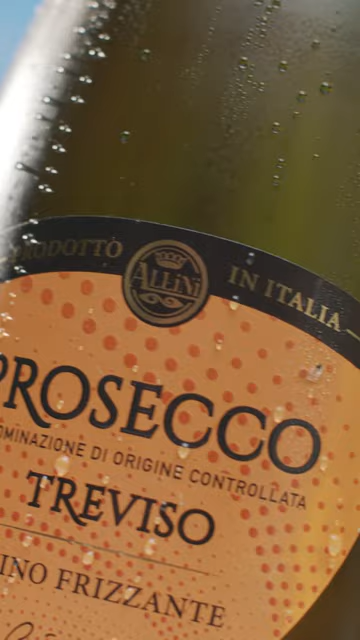 PRODOTTO
ALLINI
IN ITALIA
PROSECCO
DENOMINAZIONE DI ORIGINE CONTROLLATA
TREVISO
VINO FRIZZANTE